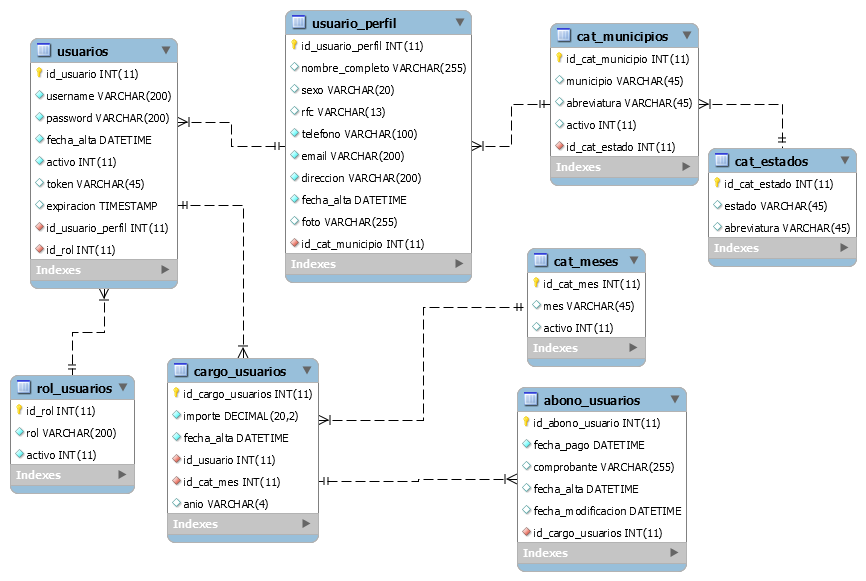 usuarios
id_usuario INT(11)
username VARCHAR(200)
password VARCHAR(200)
fecha_alta DATETIME
activo INT(11)
token VARCHAR(45)
expiracion TIMESTAMP
id_usuario_perfil INT(11)
id_rol INT(11)
Indexes
usuario_perfil
id_usuario_perfil INT(11)
nombre_completo VARCHAR(255)
sexo VARCHAR(20)
rfc VARCHAR(13)
telefono VARCHAR(100)
email VARCHAR(200)
direccion VARCHAR(200)
fecha_alta DATETIME
foto VARCHAR(255)
id_cat_municipio INT(11)
Indexes
cat_municipios
id_cat_municipio INT(11)
municipio VARCHAR(45)
abreviatura VARCHAR(45)
activo INT(11)
id_cat_estado INT(11)
Indexes
cat_estados
id_cat_estado INT(11)
estado VARCHAR(45)
abreviatura VARCHAR(45)
Indexes
cat_meses
id_cat_mes INT(11)
mes VARCHAR(45)
activo INT(11)
Indexes
rol_usuarios
id_rol INT(11)
rol VARCHAR(200)
activo INT(11)
Indexes
cargo_usuarios
id_cargo_usuarios INT(11)
importe DECIMAL(20,2)
fecha_alta DATETIME
id_usuario INT(11)
id_cat_mes INT(11)
anio VARCHAR(4)
Indexes
abono_usuarios
id_abono_usuario INT(11)
fecha_pago DATETIME
comprobante VARCHAR(255)
fecha_alta DATETIME
fecha_modificacion DATETIME
id_cargo_usuarios INT(11)
Indexes